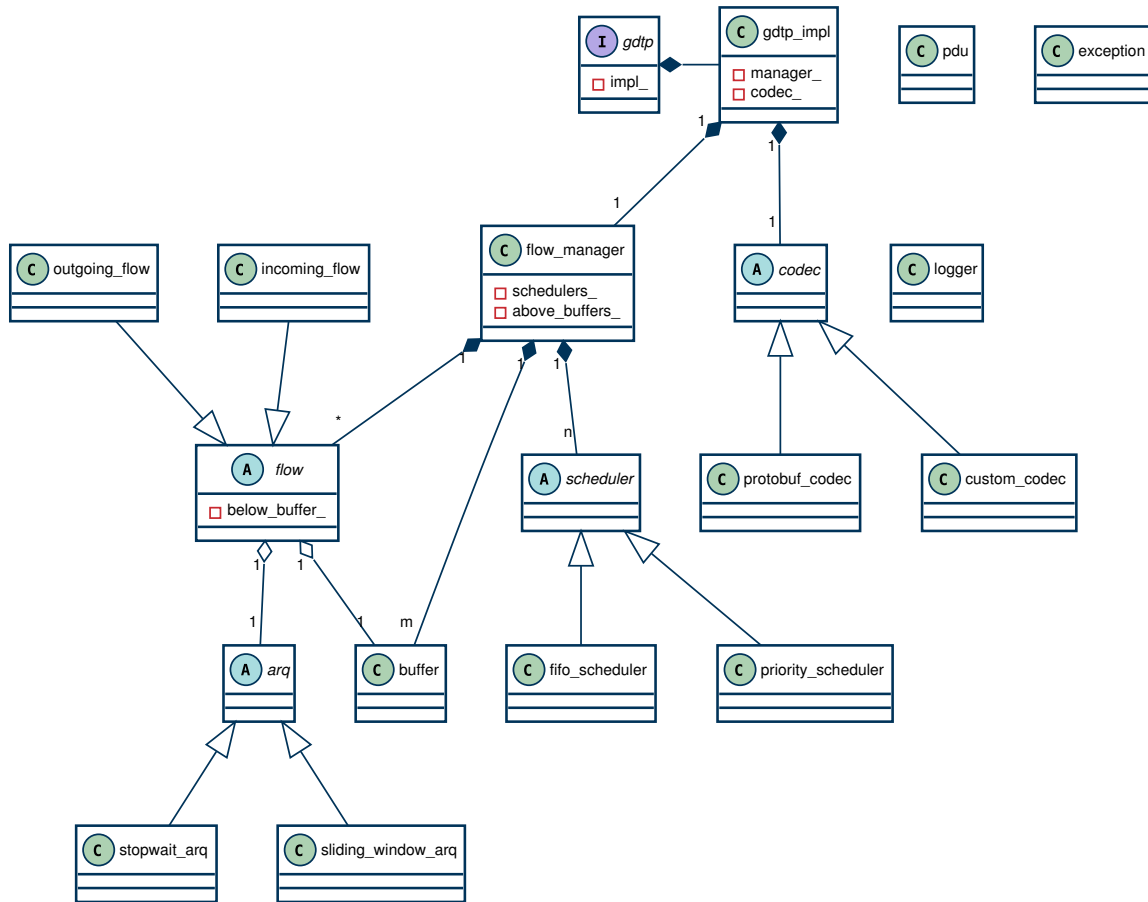 I gdtp
impl_
C gdtp_impl
manager_
codec_
C pdu
C exception
1
1
1
1
C outgoing_flow
C incoming_flow
C flow_manager
schedulers_
above_buffers_
A codec
C logger
1
1
1
*
n
A flow
below_buffer_
A scheduler
C protobuf_codec
C custom_codec
1
1
1
1
m
A arq
C buffer
C fifo_scheduler
C priority_scheduler
C stopwait_arq
C sliding_window_arq